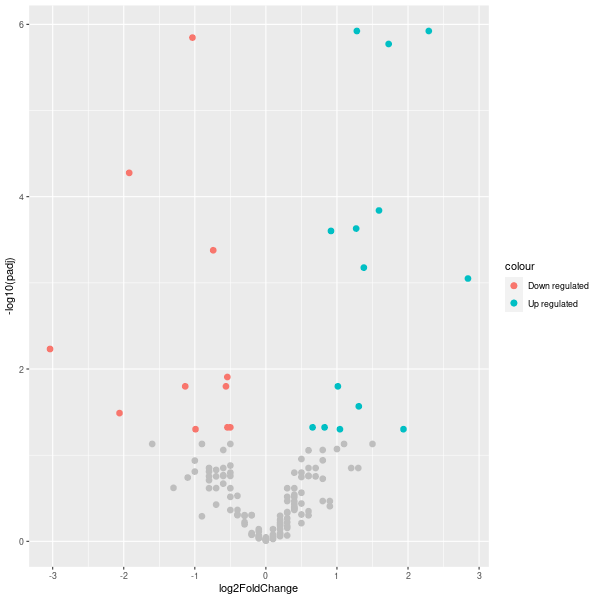 6
4
2
0
-log10(padj)
-3 -2 -1 0 1 2 3
log2FoldChange
colour
Down regulated
Up regulated